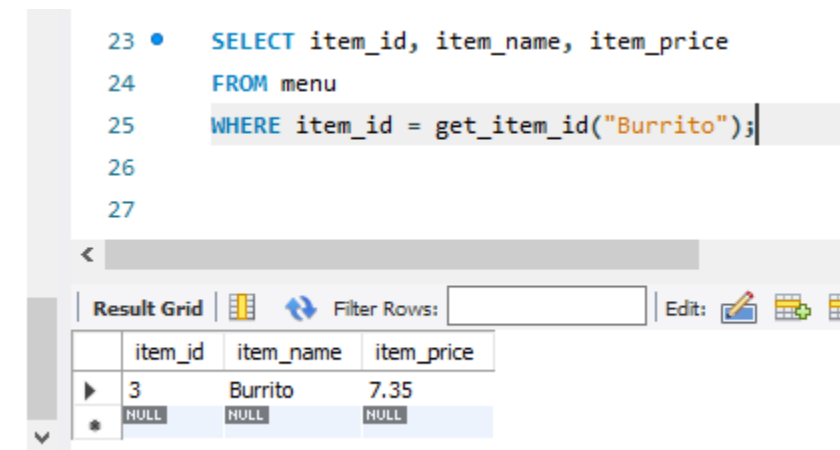 23 SELECT item_id, item_name, item_price
24 FROM menu
25 WHERE item_id = get_item_id("Burrito");
26
27
Result Grid Filter Rows: Edit:
item_id item_name item_price
3 Burrito 7.35
NULL NULL NULL